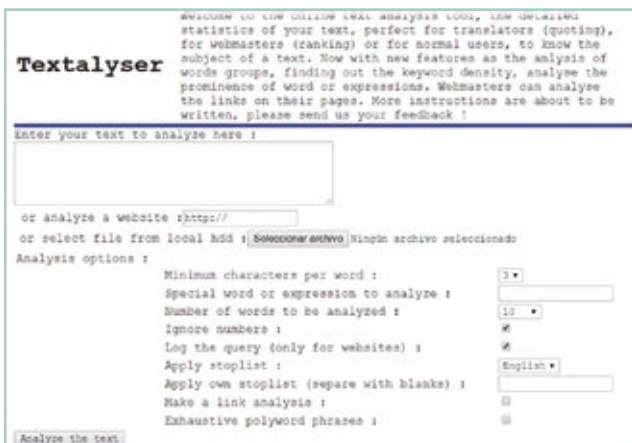 Welcome to the online text analysis tool, the detailed
statistics of your text, perfect for translators (quoting),
for webmasters (ranking) or for normal users, to know the
subject of a text. Now with new features as the anlysis of
words groups, finding out the keyword density, analyse the
prominence of word or expressions. Webmasters can analyse
the links on their pages. More instructions are about to be
written, please send us your feedback !
Textalyser
Enter your text to analyze here :
or analyze a website : http://
or select file from local hdd : Seleccionar archivo Ningún archivo seleccionado
Analysis options :
Minimum characters per word : 3
Special word or expression to analyze :
Number of words to be analyzed : 10
Ignore numbers :
Log the query (only for websites) :
Apply stoplist : English
Apply own stoplist (separe with blanks) :
Make a link analysis :
Exhaustive polyword phrases :
Analyze the text